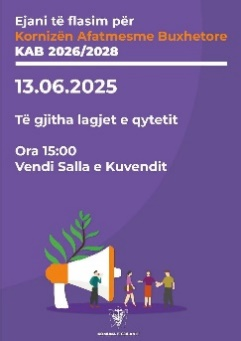 Ejani të flasim për
Kornizën Afatmesme Buxhetore
KAB 2026/2028
13.06.2025
Të gjitha lagjet e qytetit
Ora 15:00
Vendi Salla e Kuvendit